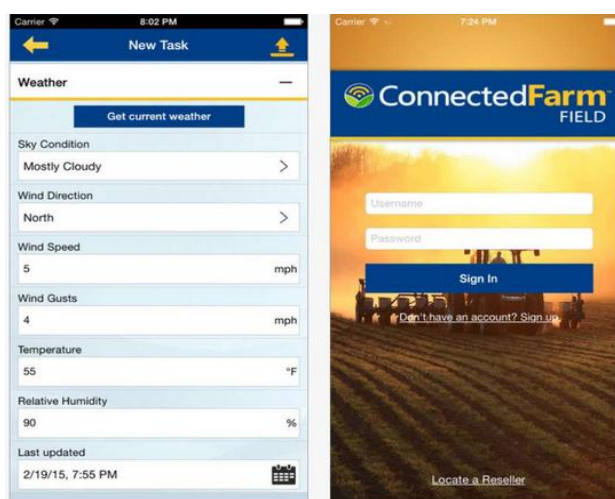 Carrier 8:02 PM
New Task
Weather
Get current weather
Sky Condition
Mostly Cloudy
Wind Direction
North
Wind Speed
5 mph
Wind Gusts
4 mph
Temperature
55 °F
Relative Humidity
90 %
Last updated
2/19/15, 7:55 PM
Carrier 7:24 PM
ConnectedFarm™
FIELD
Username
Password
Sign In
Don't have an account? Sign up
Locate a Reseller